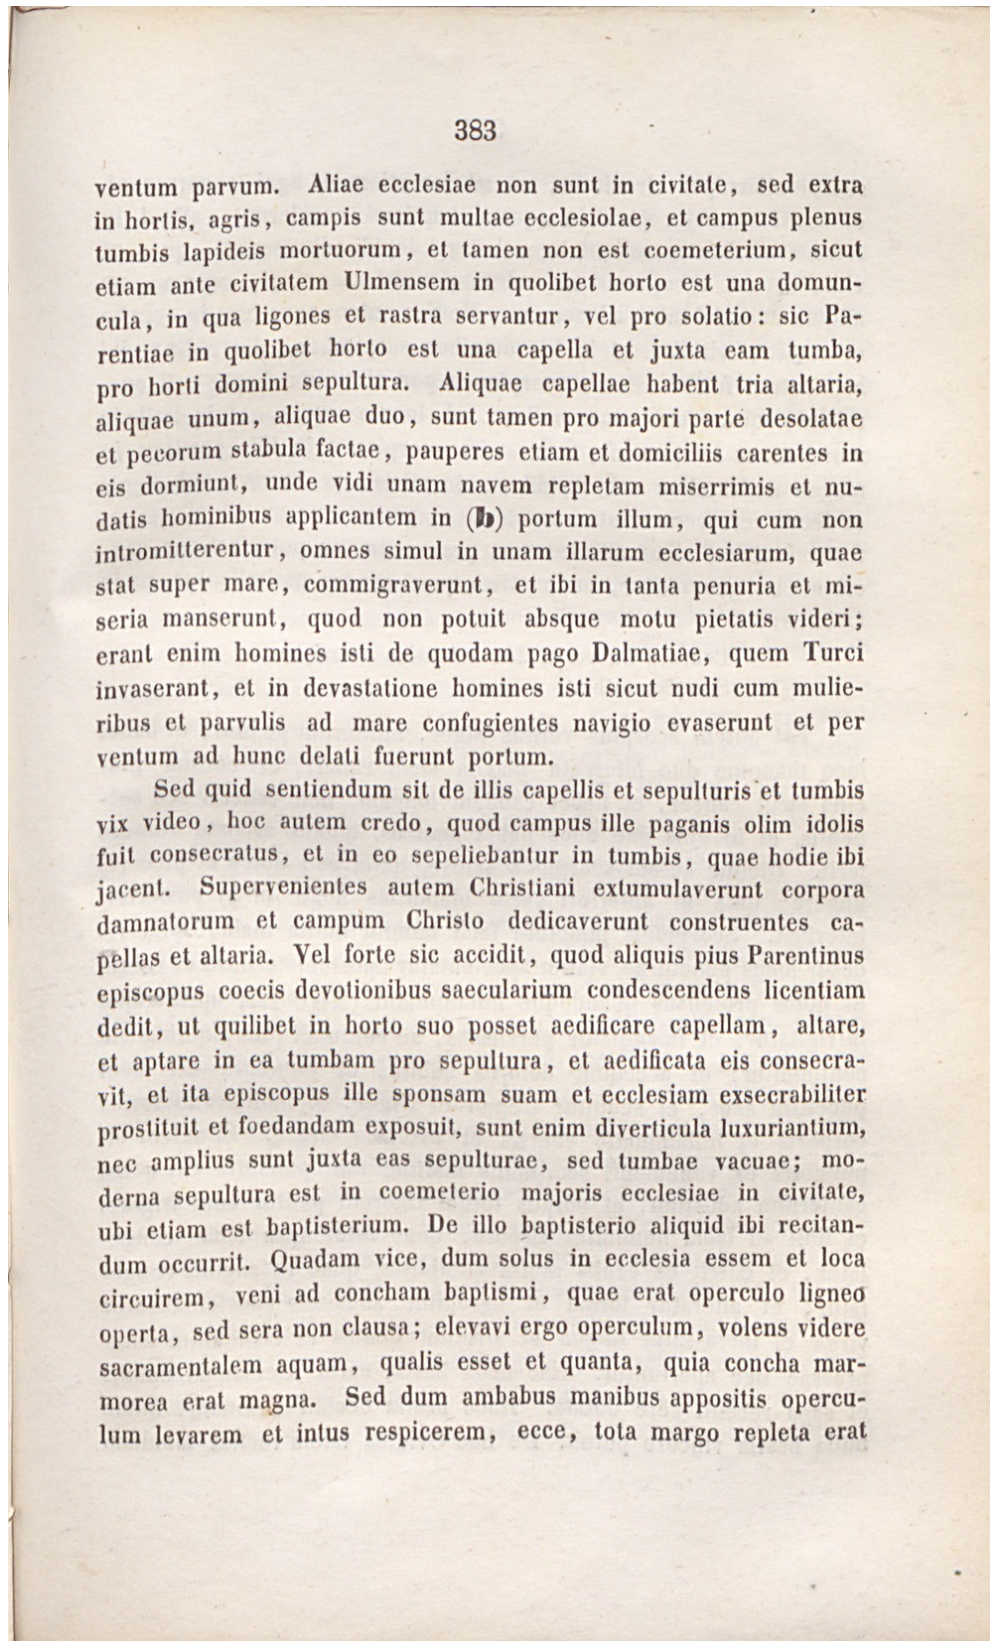 383
ventum parvum. Aliae ecclesiae non sunt in civitate, sed extra
in hortis, agris, campis sunt multae ecclesiolae, et campus plenus
tumbis lapideis mortuorum, et tamen non est coemeterium, sicut
etiam ante civitatem Ulmensem in quolibet horto est una domun-
cula, in qua ligones et rastra servantur, vel pro solatio: sic Pa-
rentiae in quolibet horto est una capella et juxta eam tumba,
pro horti domini sepultura. Aliquae capellae habent tria altaria,
aliquae unum, aliquae duo, sunt tamen pro majori parte desolatae
et pecorum stabula factae, pauperes etiam et domiciliis carentes in
eis dormiunt, unde vidi unam navem repletam miserrimis et nu-
datis hominibus applicantem in (b) portum illum, qui cum non
intromitterentur, omnes simul in unam illarum ecclesiarum, quae
stat super mare, commigraverunt, et ibi in tanta penuria et mi-
seria manserunt, quod non potuit absque motu pietatis videri;
erant enim homines isti de quodam pago Dalmatiae, quem Turci
invaserant, et in devastatione homines isti sicut nudi cum mulie-
ribus et parvulis ad mare confugientes navigio evaserunt et per
ventum ad hunc delati fuerunt portum.
Sed quid sentiendum sit de illis capellis et sepulturis et tumbis
vix video, hoc autem credo, quod campus ille paganis olim idolis
fuit consecratus, et in eo sepeliebantur in tumbis, quae hodie ibi
jacent. Supervenientes autem Christiani extumulaverunt corpora
damnatorum et campum Christo dedicaverunt construentes ca-
pellas et altaria. Vel forte sic accidit, quod aliquis pius Parentinus
episcopus coecis devotionibus saecularium condescendens licentiam
dedit, ut quilibet in horto suo posset aedificare capellam, altare,
et aptare in ea tumbam pro sepultura, et aedificata eis consecra-
vit, et ita episcopus ille sponsam suam et ecclesiam exsecrabiliter
prostituit et foedandam exposuit, sunt enim diverticula luxuriantium,
nec amplius sunt juxta eas sepulturae, sed tumbae vacuae; mo-
derna sepultura est in coemeterio majoris ecclesiae in civitate,
ubi etiam est baptisterium. De illo baptisterio aliquid ibi recitan-
dum occurrit. Quadam vice, dum solus in ecclesia essem et loca
circuirem, veni ad concham baptismi, quae erat operculo ligneo
operta, sed sera non clausa; elevavi ergo operculum, volens videre
sacramentalem aquam, qualis esset et quanta, quia concha mar-
morea erat magna. Sed dum ambabus manibus appositis opercu-
lum levarem et intus respicerem, ecce, tota margo repleta erat